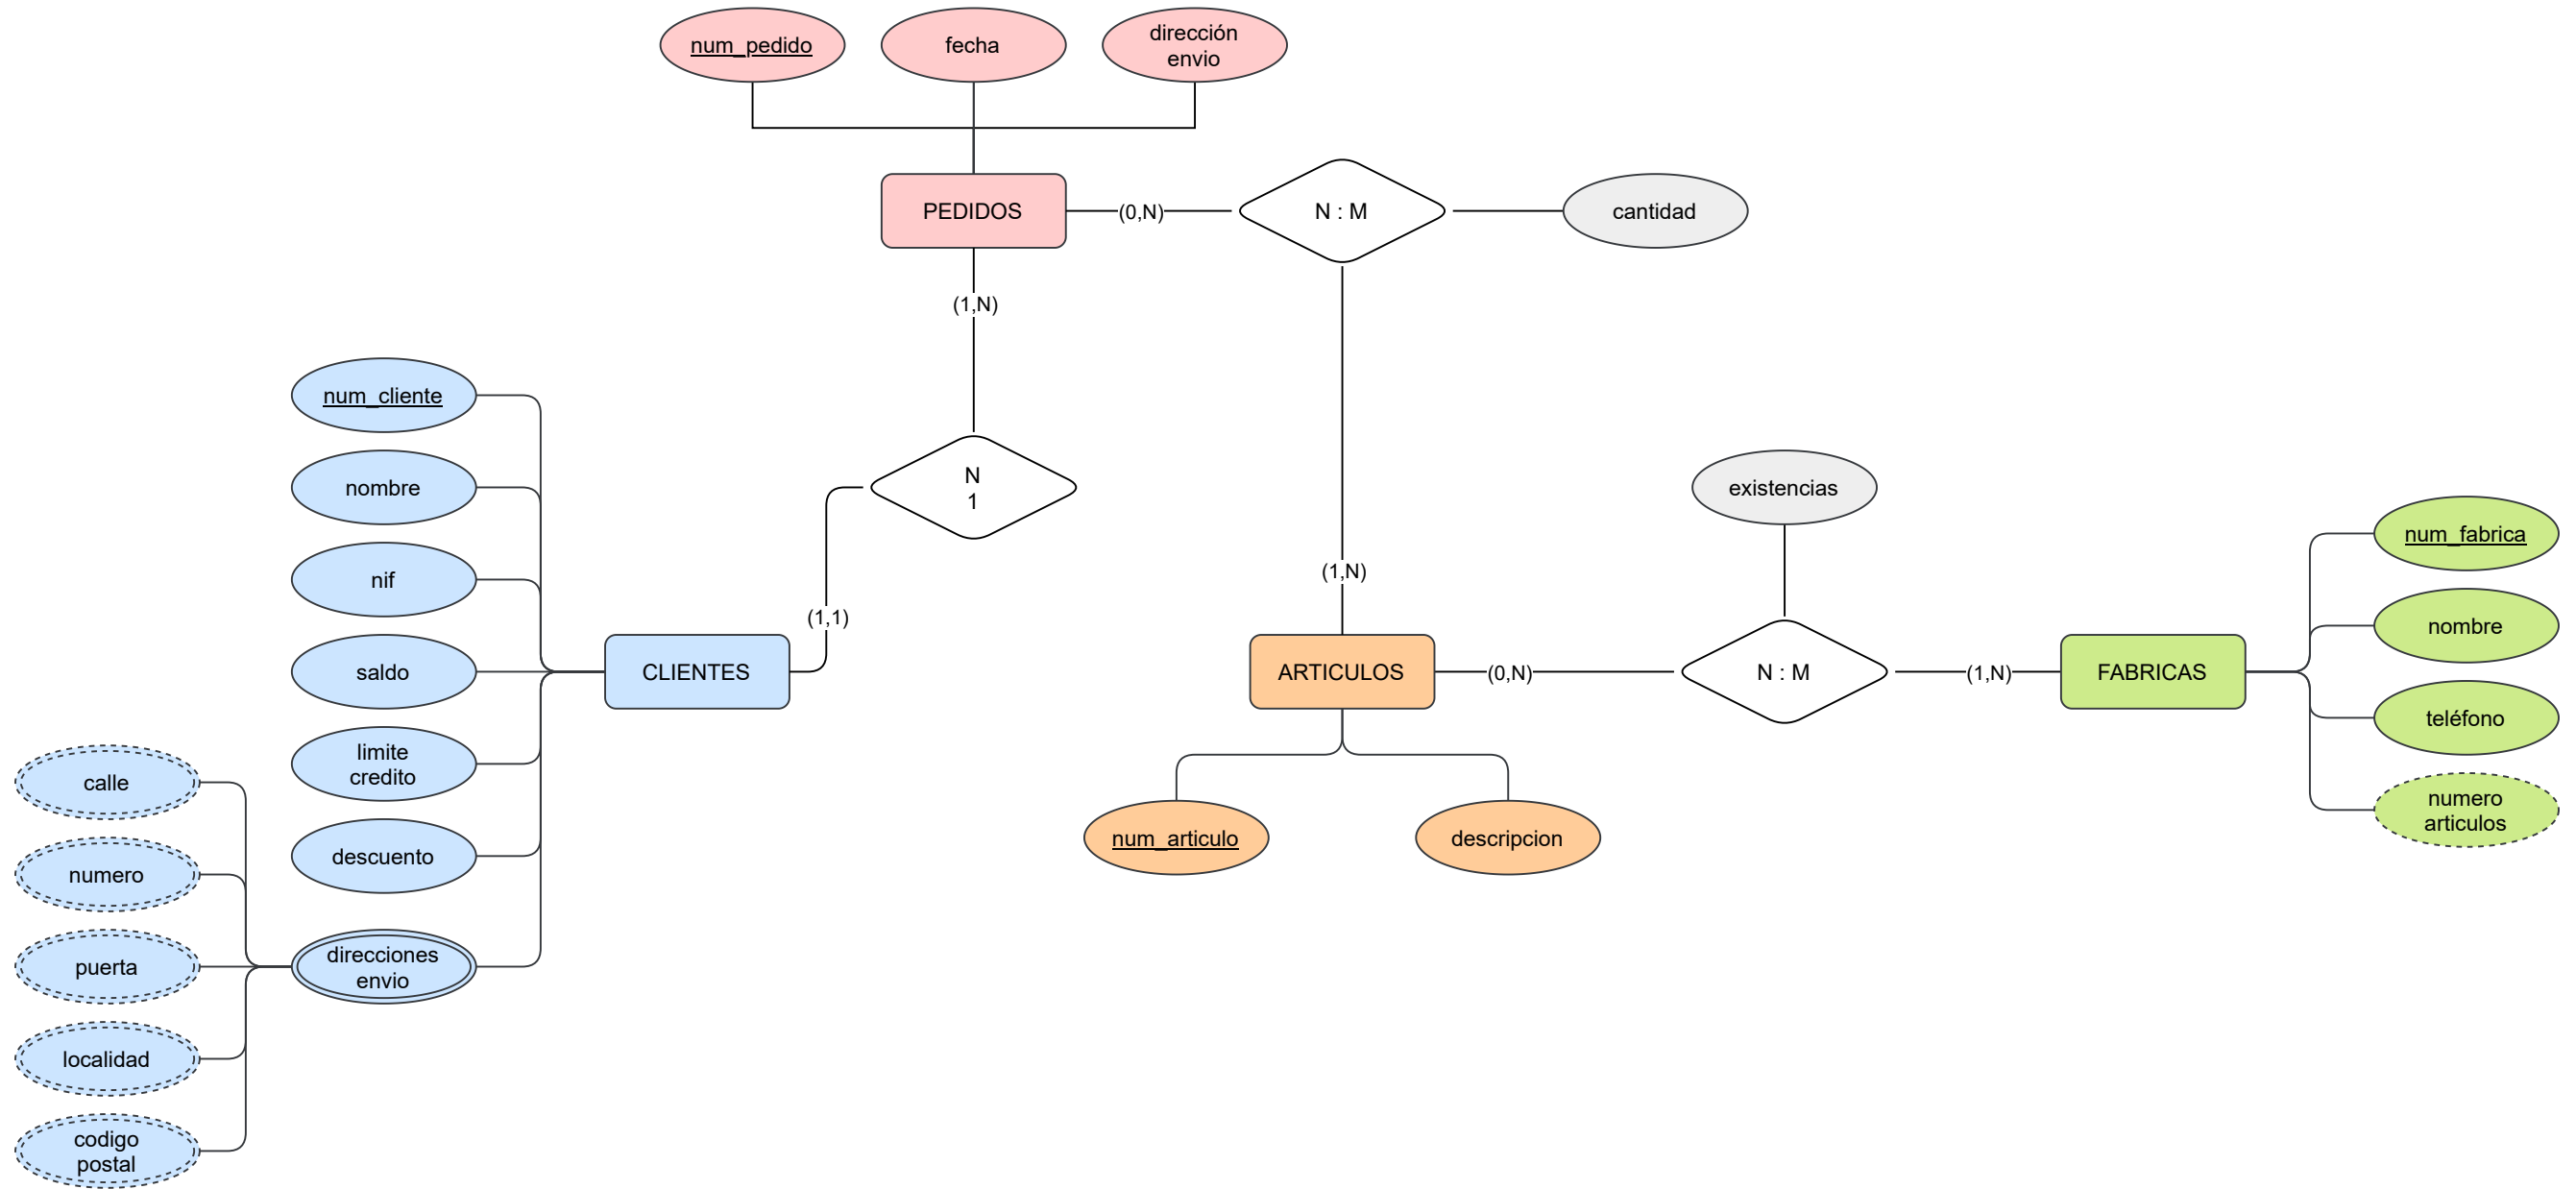 num_pedido
fecha
dirección
envio
PEDIDOS
(0,N)
N : M
cantidad
(1,N)
num_cliente
nombre
nif
saldo
limite
credito
descuento
direcciones
envio
calle
numero
puerta
localidad
codigo
postal
CLIENTES
(1,1)
N
1
(1,N)
ARTICULOS
num_articulo
descripcion
(0,N)
existencias
N : M
(1,N)
FABRICAS
num_fabrica
nombre
teléfono
numero
articulos